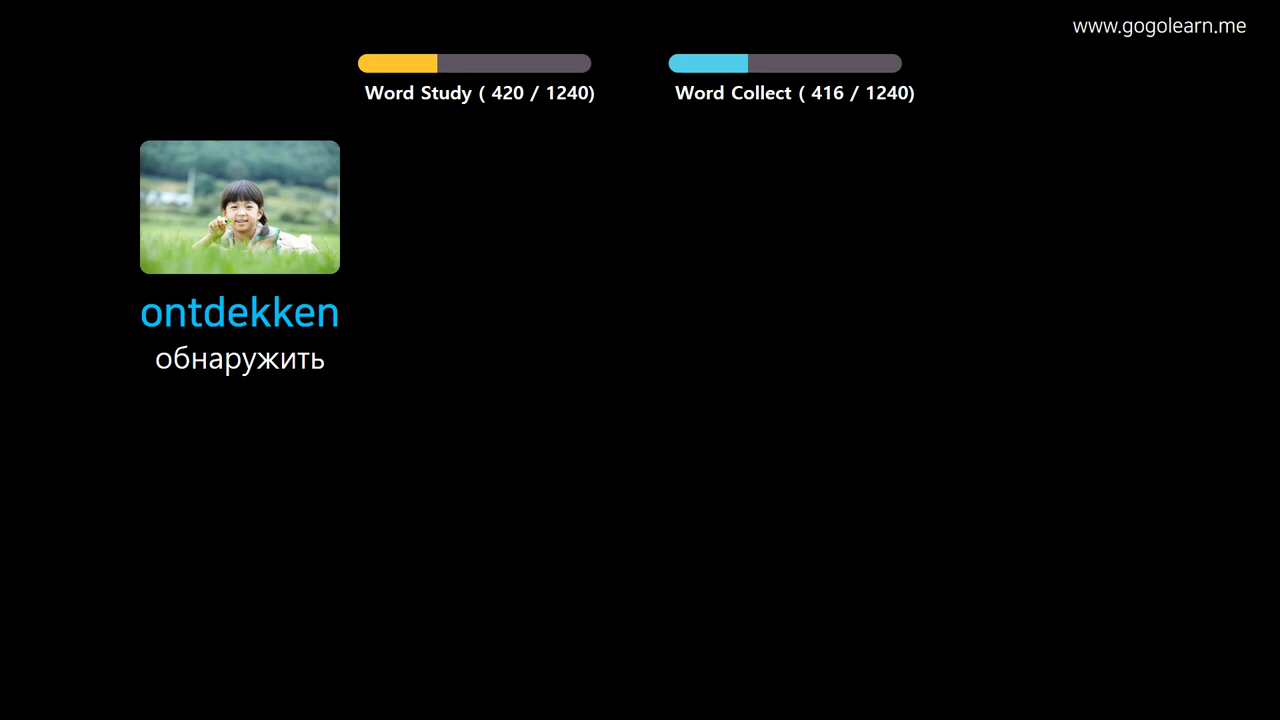 www.gogolearn.me
Word Study ( 420 / 1240)
Word Collect ( 416 / 1240)
ontdekken
обнаружить